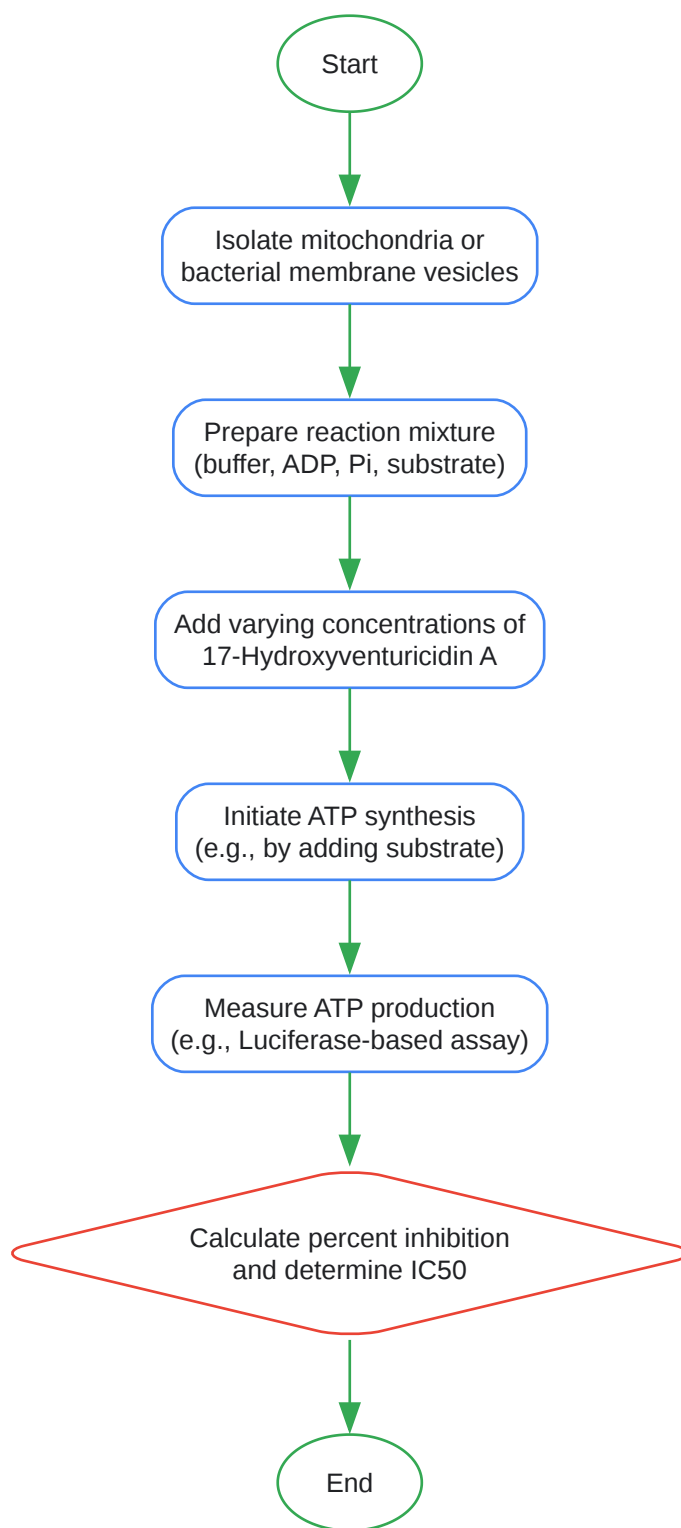 Start
Isolate mitochondria or
bacterial membrane vesicles
Prepare reaction mixture
(buffer, ADP, Pi, substrate)
Add varying concentrations of
17-Hydroxyventuricidin A
Initiate ATP synthesis
(e.g., by adding substrate)
Measure ATP production
(e.g., Luciferase-based assay)
Calculate percent inhibition
and determine IC50
End